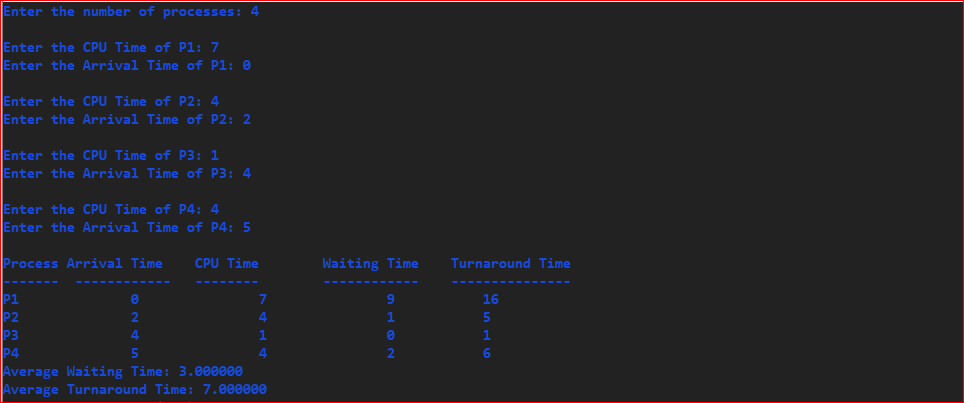 Enter the number of processes: 4
Enter the CPU Time of P1: 7
Enter the Arrival Time of P1: 0
Enter the CPU Time of P2: 4
Enter the Arrival Time of P2: 2
Enter the CPU Time of P3: 1
Enter the Arrival Time of P3: 4
Enter the CPU Time of P4: 4
Enter the Arrival Time of P4: 5
Process Arrival Time    CPU Time        Waiting Time    Turnaround Time
-------  ------------   --------        ------------    ---------------
P1              0               7               9           16
P2              2               4               1           5
P3              4               1               0           1
P4              5               4               2           6
Average Waiting Time: 3.000000
Average Turnaround Time: 7.000000